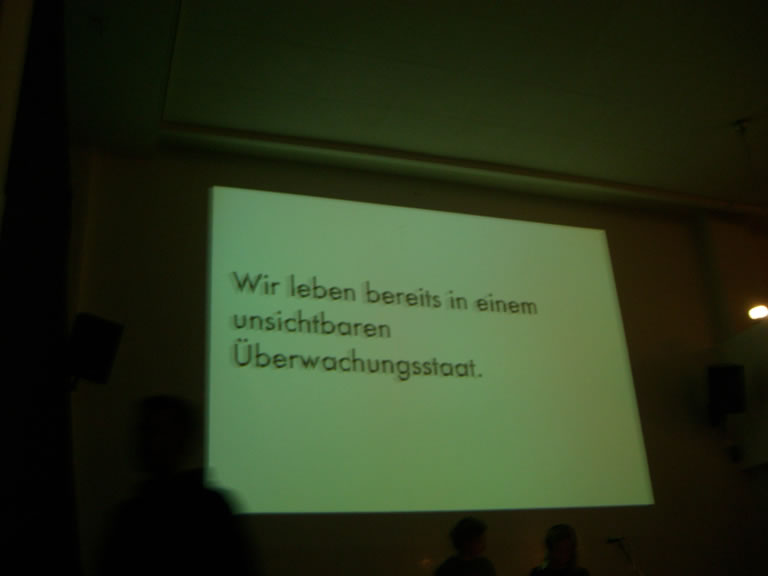 Wir leben bereits in einem
unsichtbaren
Überwachungsstaat.